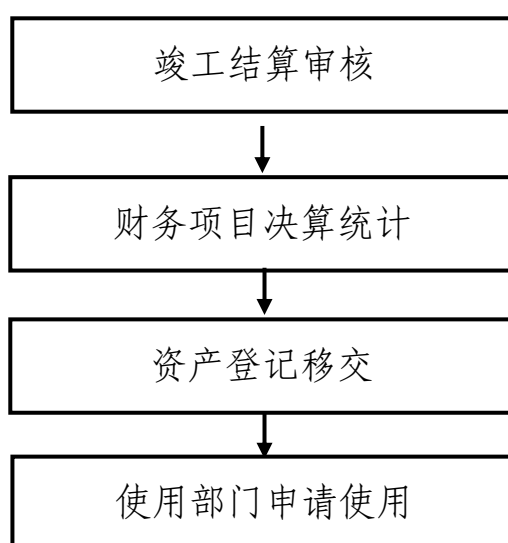 竣工结算审核
财务项目决算统计
资产登记移交
使用部门申请使用